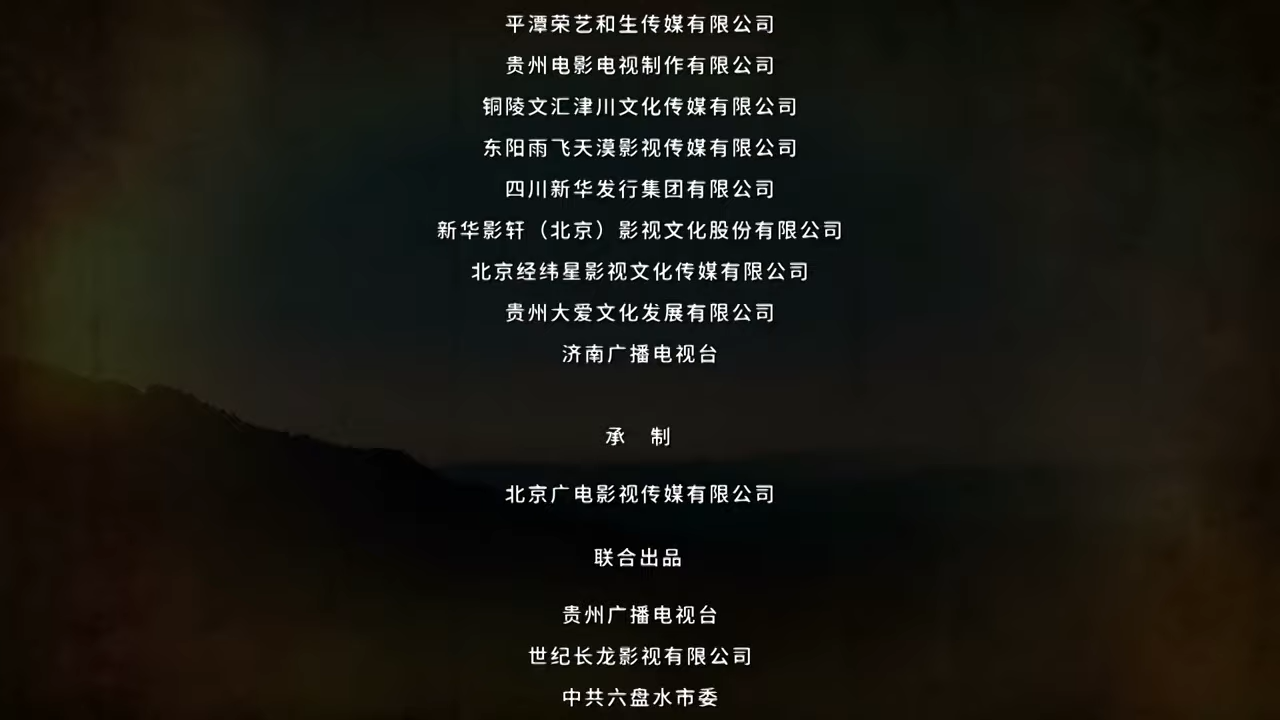 平潭荣艺和生传媒有限公司
贵州电影电视制作有限公司
铜陵文汇津川文化传媒有限公司
东阳雨飞天漠影视传媒有限公司
四川新华发行集团有限公司
新华影轩（北京）影视文化股份有限公司
北京经纬星影视文化传媒有限公司
贵州大爱文化发展有限公司
济南广播电视台
承 制
北京广电影视传媒有限公司
联合出品
贵州广播电视台
世纪长龙影视有限公司
中共六盘水市委